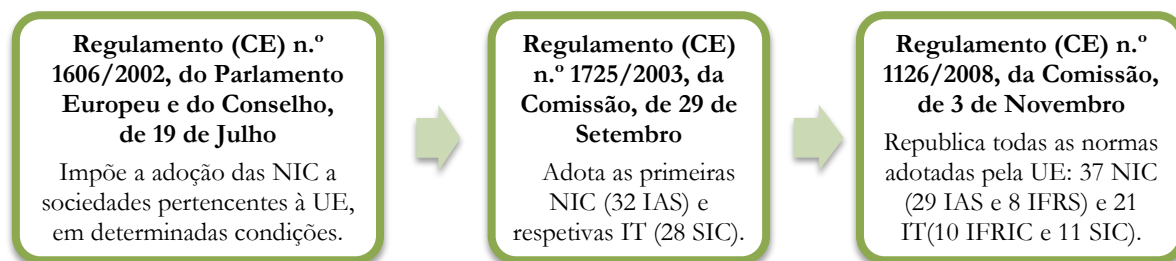 Regulamento (CE) n.º
1606/2002, do Parlamento
Europeu e do Conselho,
de 19 de Julho
Impõe a adoção das NIC a
sociedades pertencentes à UE,
em determinadas condições.
Regulamento (CE)
n.º 1725/2003, da
Comissão, de 29 de
Setembro
Adota as primeiras
NIC (32 IAS) e
respetivas IT (28 SIC).
Regulamento (CE) n.º
1126/2008, da Comissão,
de 3 de Novembro
Republica todas as normas
adotadas pela UE: 37 NIC
(29 IAS e 8 IFRS) e 21
IT(10 IFRIC e 11 SIC).